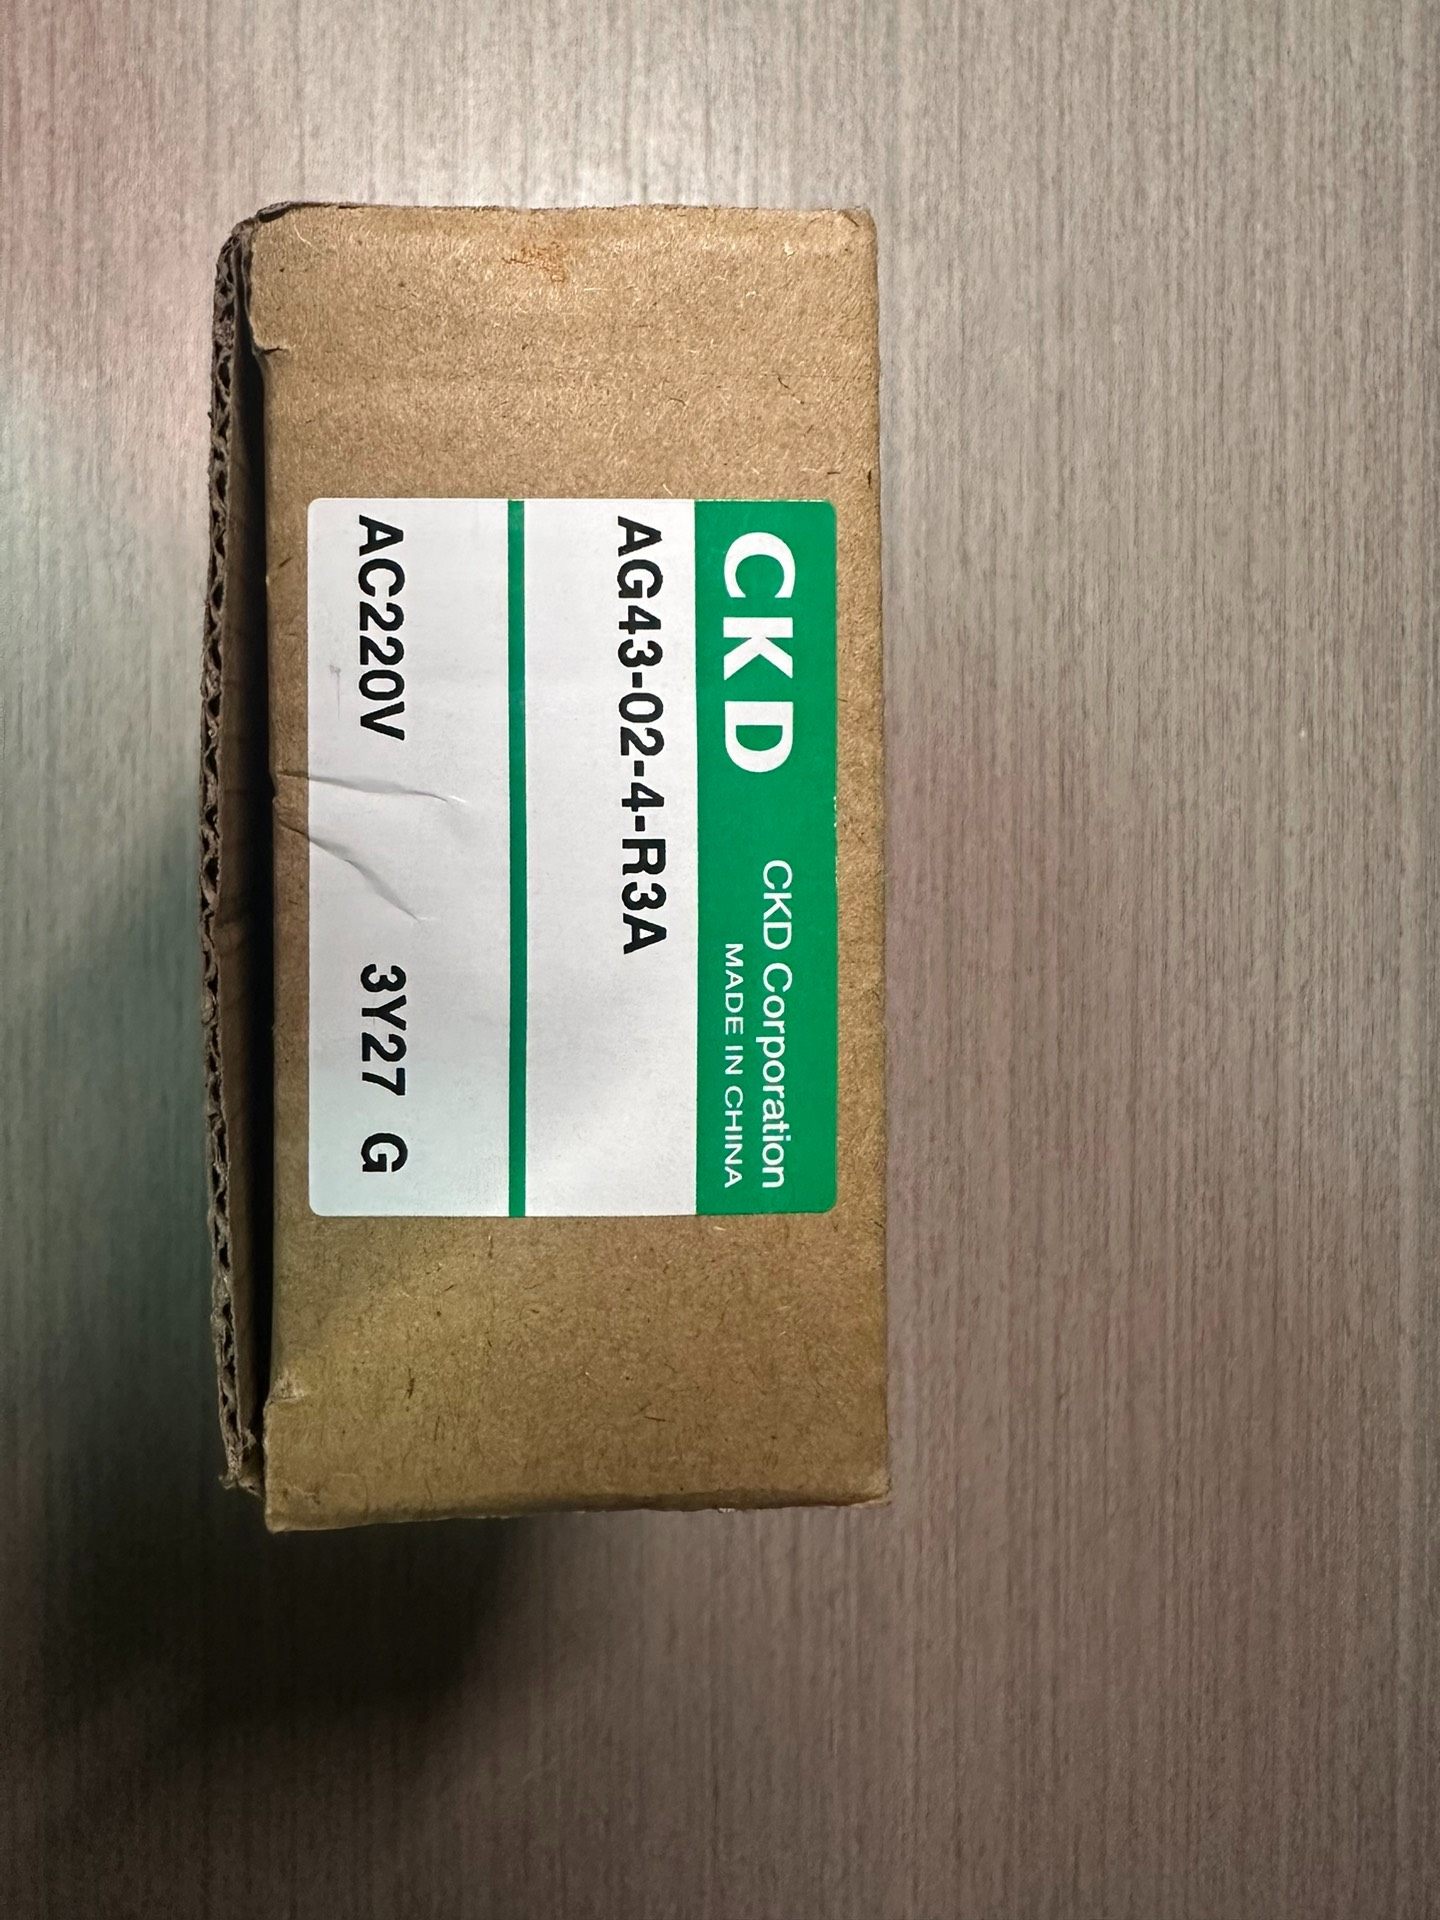 CKD
CKD Corporation
MADE IN CHINA
AG43-02-4-R3A
AC220V 3Y27 G